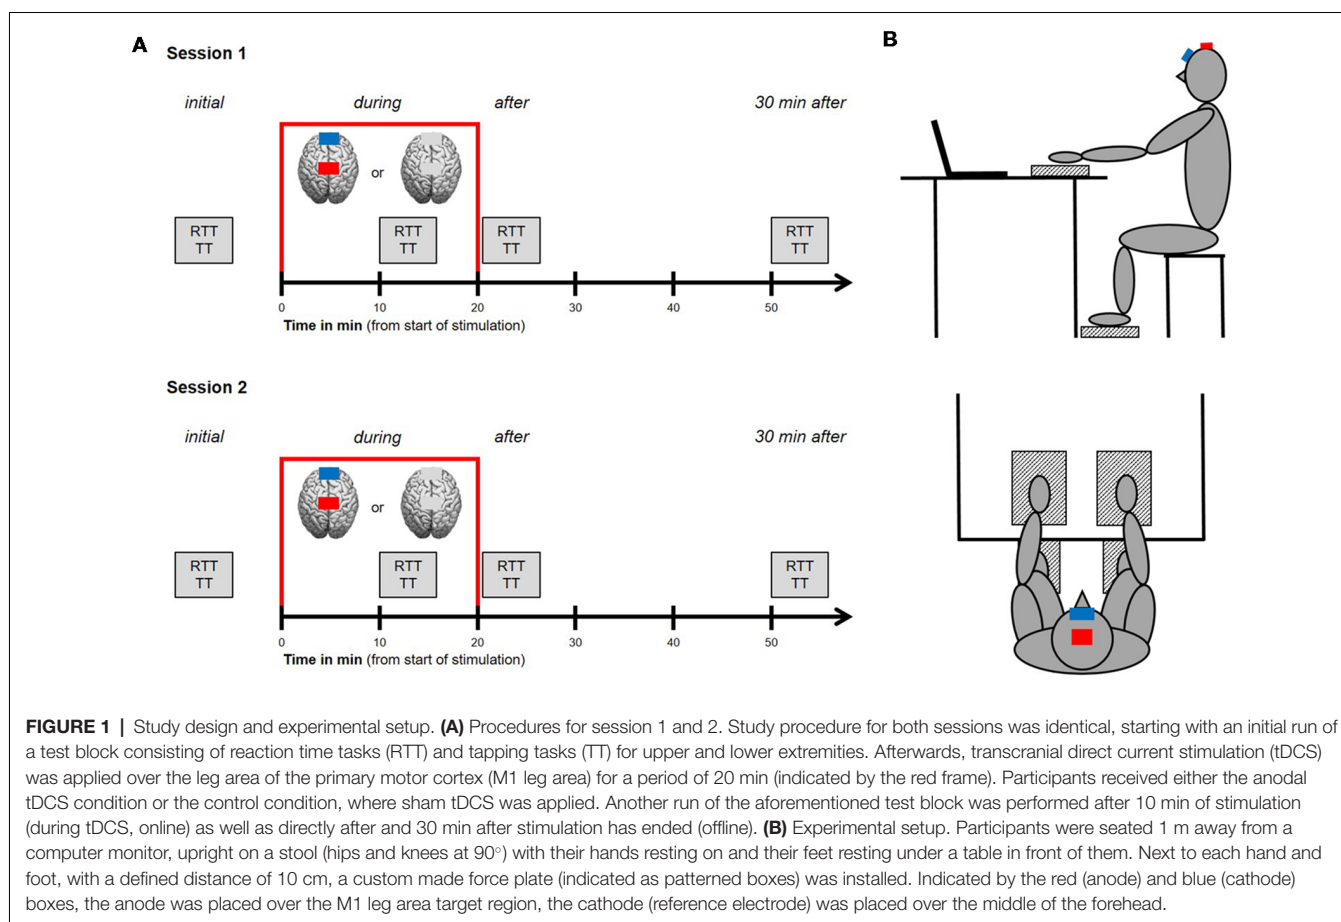 A
Session 1
initial
during
after
30 min after
or
RTT
TT
RTT
TT
RTT
TT
RTT
TT
0
10
20
30
40
50
Time in min (from start of stimulation)
Session 2
initial
during
after
30 min after
or
RTT
TT
RTT
TT
RTT
TT
RTT
TT
0
10
20
30
40
50
Time in min (from start of stimulation)
B
FIGURE 1 | Study design and experimental setup. (A) Procedures for session 1 and 2. Study procedure for both sessions was identical, starting with an initial run of
a test block consisting of reaction time tasks (RTT) and tapping tasks (TT) for upper and lower extremities. Afterwards, transcranial direct current stimulation (tDCS)
was applied over the leg area of the primary motor cortex (M1 leg area) for a period of 20 min (indicated by the red frame). Participants received either the anodal
tDCS condition or the control condition, where sham tDCS was applied. Another run of the aforementioned test block was performed after 10 min of stimulation
(during tDCS, online) as well as directly after and 30 min after stimulation has ended (offline). (B) Experimental setup. Participants were seated 1 m away from a
computer monitor, upright on a stool (hips and knees at 90°) with their hands resting on and their feet resting under a table in front of them. Next to each hand and
foot, with a defined distance of 10 cm, a custom made force plate (indicated as patterned boxes) was installed. Indicated by the red (anode) and blue (cathode)
boxes, the anode was placed over the M1 leg area target region, the cathode (reference electrode) was placed over the middle of the forehead.